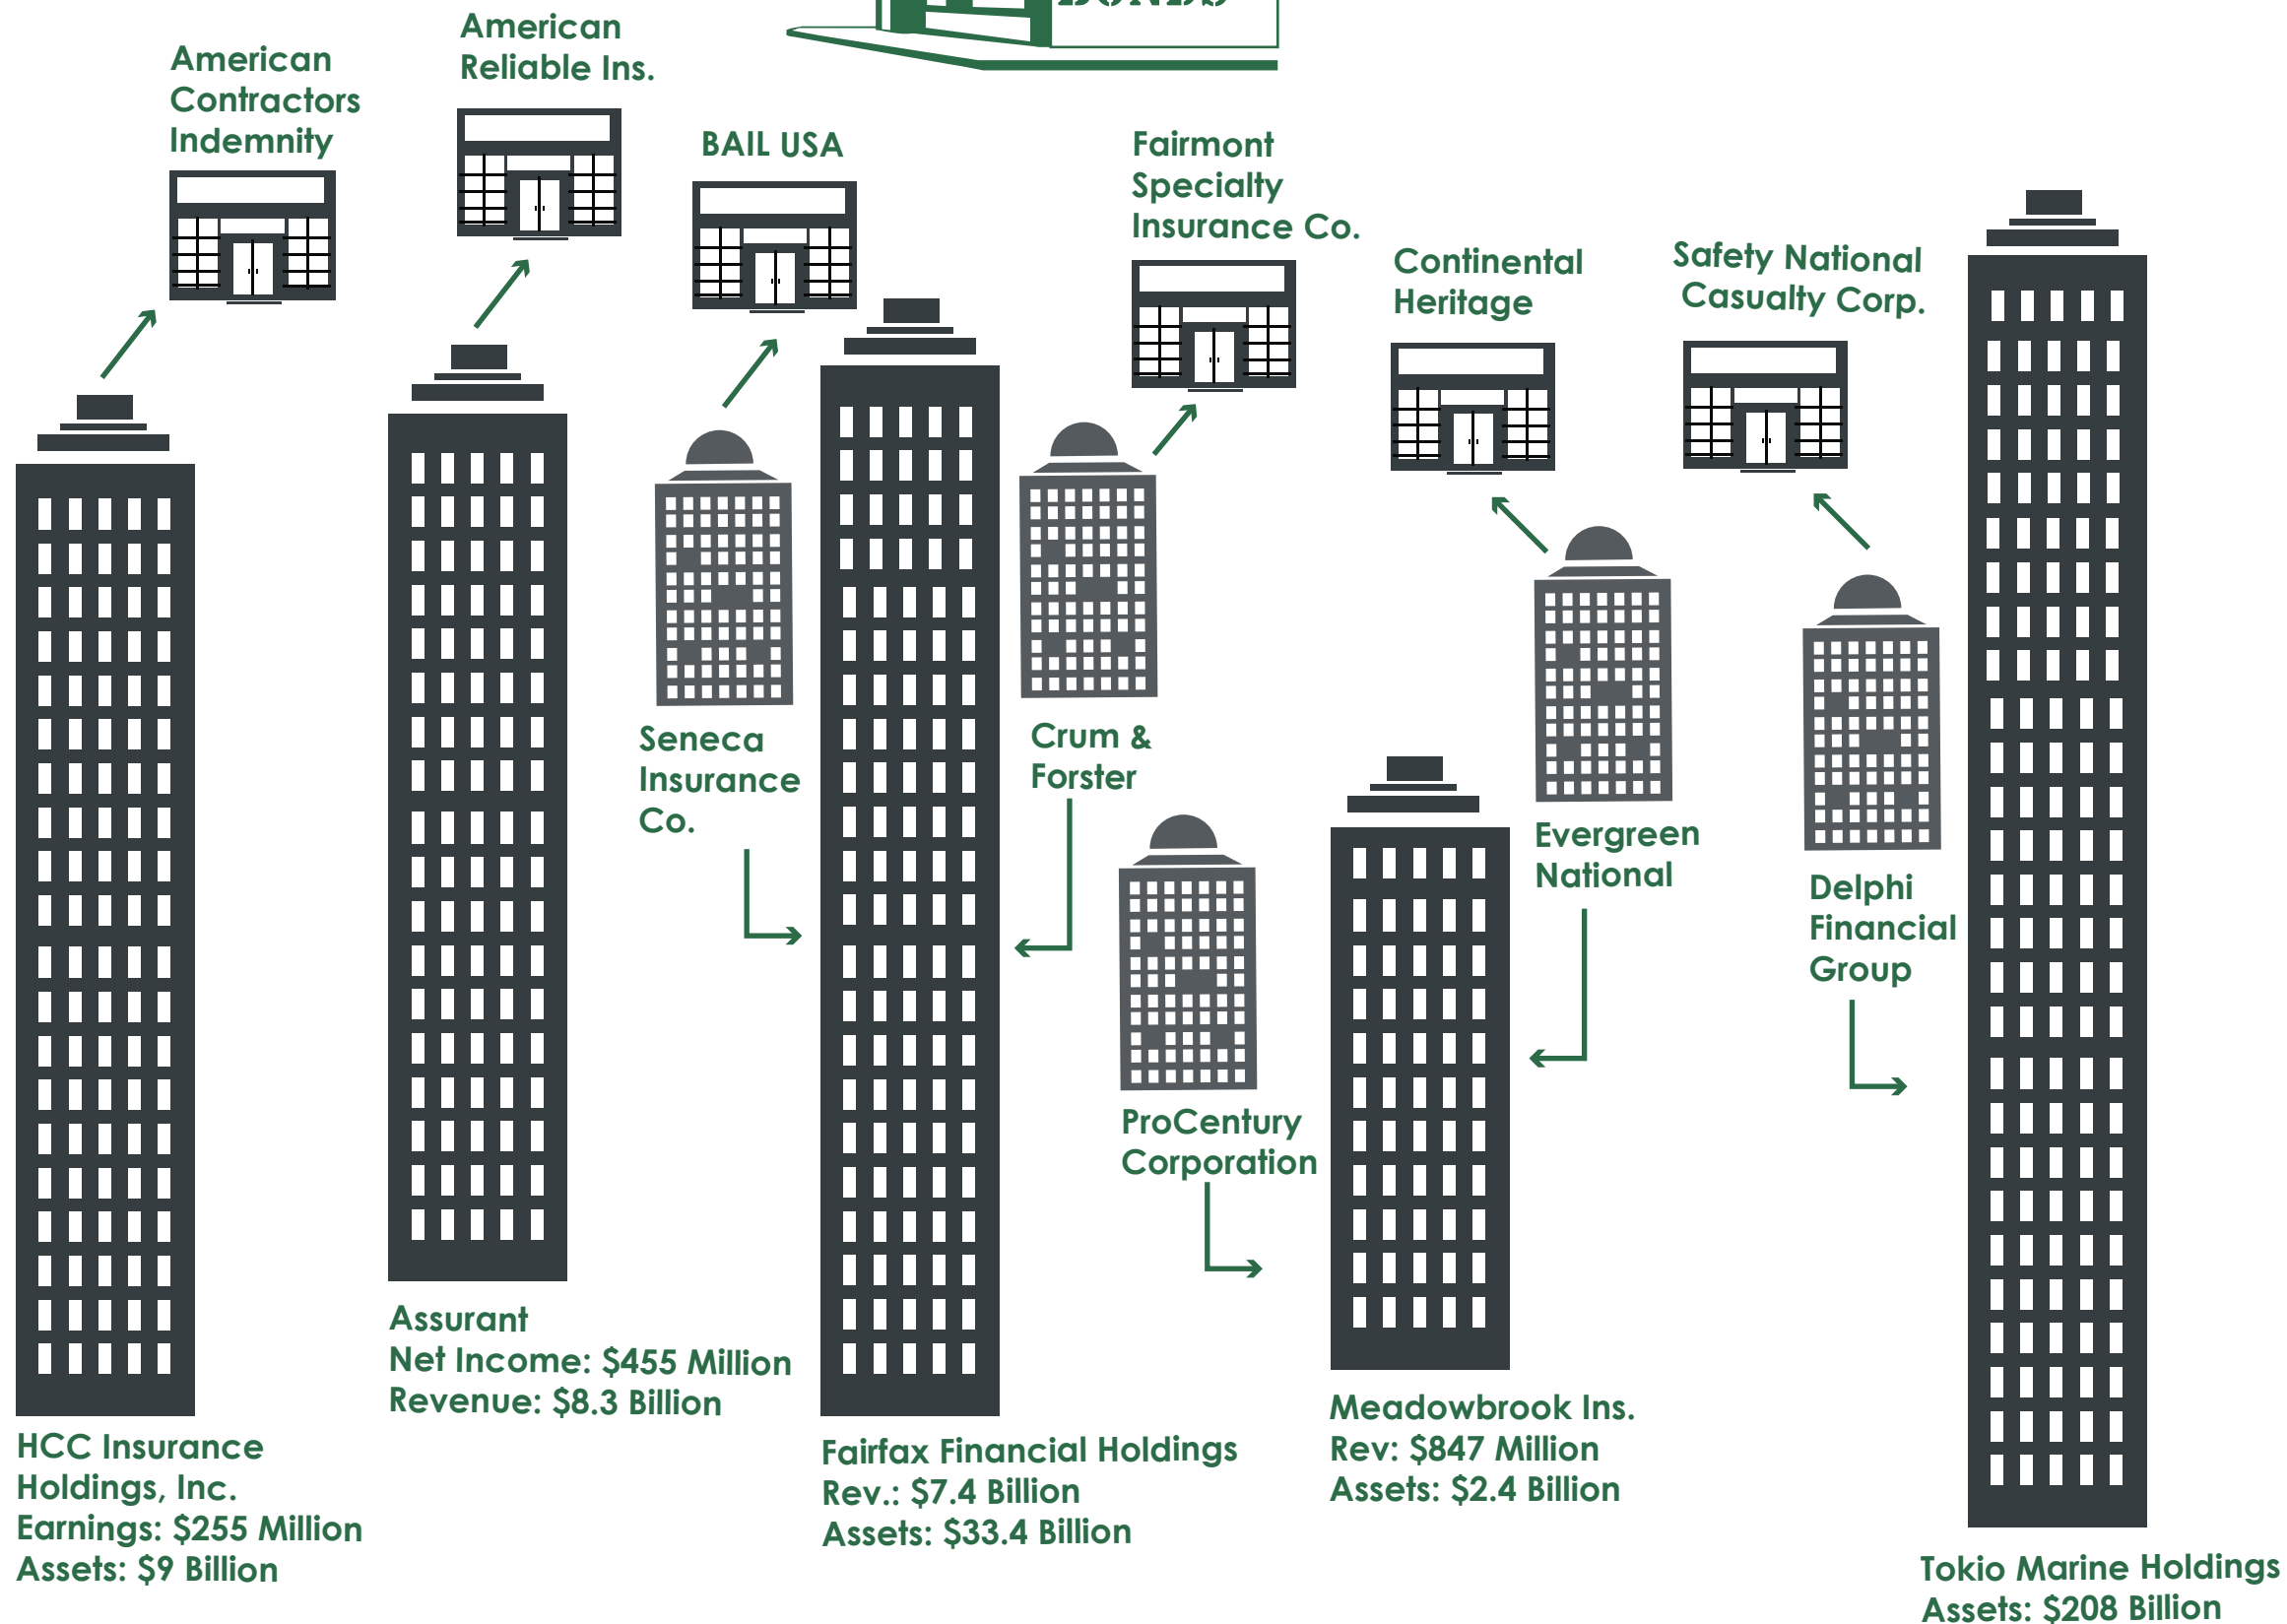 American
Contractors
Indemnity
American
Reliable Ins.
BAIL USA
Fairmont
Specialty
Insurance Co.
Continental
Heritage
Safety National
Casualty Corp.
Seneca
Insurance
Co.
Crum &
Forster
ProCentury
Corporation
Evergreen
National
Delphi
Financial
Group
HCC Insurance
Holdings, Inc.
Earnings: $255 Million
Assets: $9 Billion
Assurant
Net Income: $455 Million
Revenue: $8.3 Billion
Fairfax Financial Holdings
Rev.: $7.4 Billion
Assets: $33.4 Billion
Meadowbrook Ins.
Rev: $847 Million
Assets: $2.4 Billion
Tokio Marine Holdings
Assets: $208 Billion